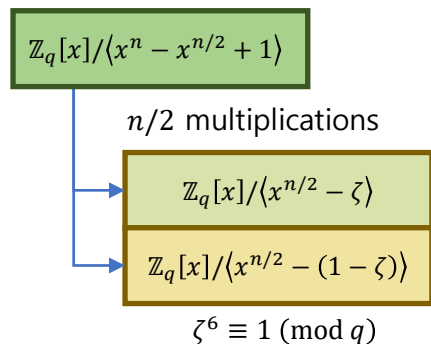 ℤ_q[x]/⟨x^n − x^{n/2} + 1⟩
n/2 multiplications
ℤ_q[x]/⟨x^{n/2} − ζ⟩
ℤ_q[x]/⟨x^{n/2} − (1 − ζ)⟩
ζ^6 ≡ 1 (mod q)